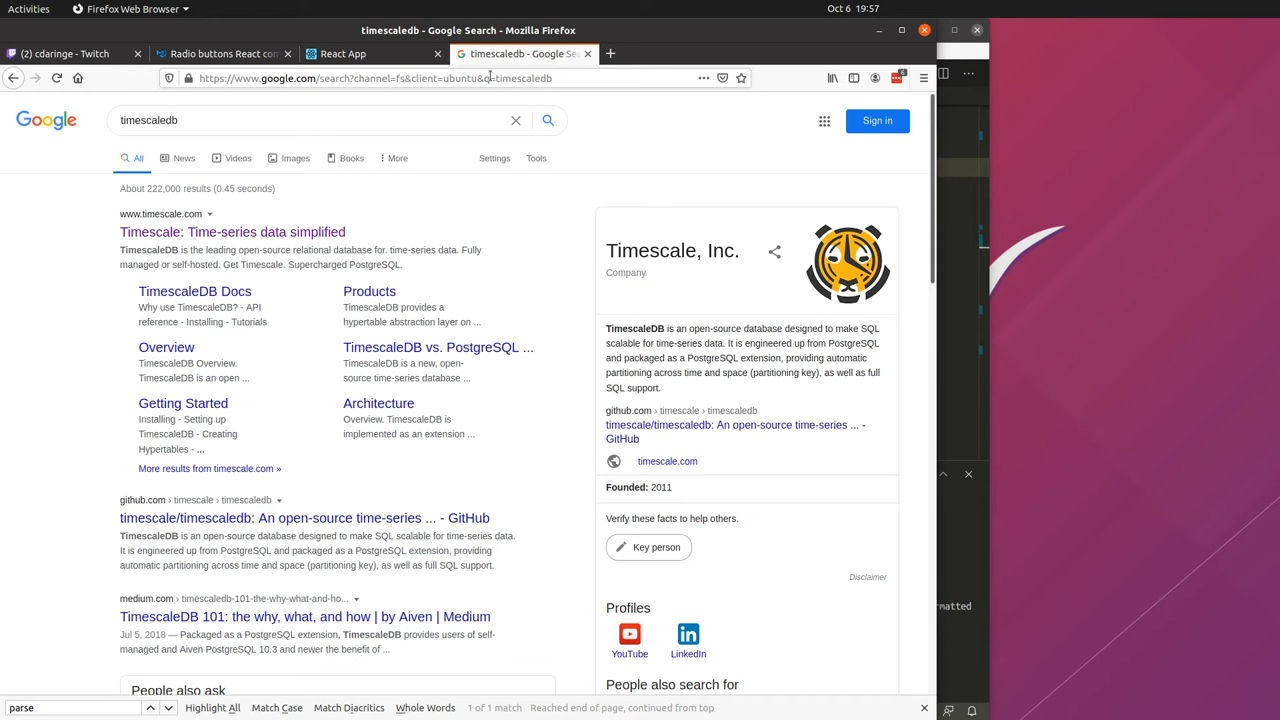 Activities
Firefox Web Browser
Oct 6 19:57
timescaledb - Google Search - Mozilla Firefox
(2) cdaringe - Twitch
Radio buttons React com
React App
timescaledb - Google Se
https://www.google.com/search?channel=fs&client=ubuntu&q=timescaledb
6
Google
timescaledb
Sign in
All
News
Videos
Images
Books
More
Settings
Tools
About 222,000 results (0.45 seconds)
www.timescale.com
Timescale: Time-series data simplified
TimescaleDB is the leading open-source relational database for. time-series data. Fully
managed or self-hosted. Get Timescale. Supercharged PostgreSQL.
TimescaleDB Docs
Why use TimescaleDB? - API
reference - Installing - Tutorials
Products
TimescaleDB provides a
hypertable abstraction layer on ...
Overview
TimescaleDB Overview.
TimescaleDB is an open ...
TimescaleDB vs. PostgreSQL ...
TimescaleDB is a new, open-
source time-series database ...
Getting Started
Installing - Setting up
TimescaleDB - Creating
Hypertables - ...
Architecture
Overview. TimescaleDB is
implemented as an extension ...
More results from timescale.com »
github.com › timescale › timescaledb
timescale/timescaledb: An open-source time-series ... - GitHub
TimescaleDB is an open-source database designed to make SQL scalable for time-series data.
It is engineered up from PostgreSQL and packaged as a PostgreSQL extension, providing
automatic partitioning across time and space (partitioning key), as well as full SQL support.
medium.com › timescaledb-101-the-why-what-and-ho...
TimescaleDB 101: the why, what, and how | by Aiven | Medium
Jul 5, 2018 — Packaged as a PostgreSQL extension, TimescaleDB provides users of self-
managed and Aiven PostgreSQL 10.3 and newer the benefit of ...
People also ask
Timescale, Inc.
Company
TimescaleDB is an open-source database designed to make SQL
scalable for time-series data. It is engineered up from PostgreSQL
and packaged as a PostgreSQL extension, providing automatic
partitioning across time and space (partitioning key), as well as full
SQL support.
github.com › timescale › timescaledb
timescale/timescaledb: An open-source time-series ... -
GitHub
timescale.com
Founded: 2011
Verify these facts to help others.
Key person
Disclaimer
Profiles
YouTube
LinkedIn
People also search for
rmatted
parse
Highlight All
Match Case
Match Diacritics
Whole Words
1 of 1 match
Reached end of page, continued from top